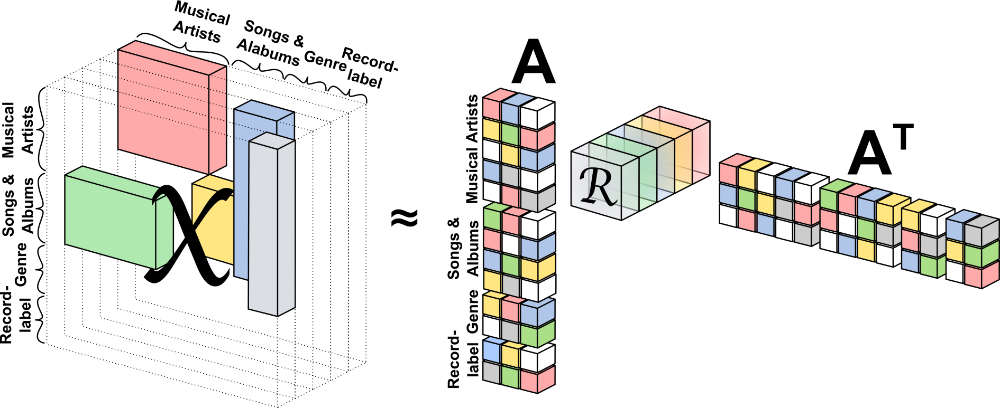 Musical
Artists
Songs &
Alabums
Genre
Record-
label
Musical
Artists
Songs &
Albums
Genre
Record-
label
X
≈
A
Musical Artists
Songs &
Albums
Genre
Record-
label
R
A^T